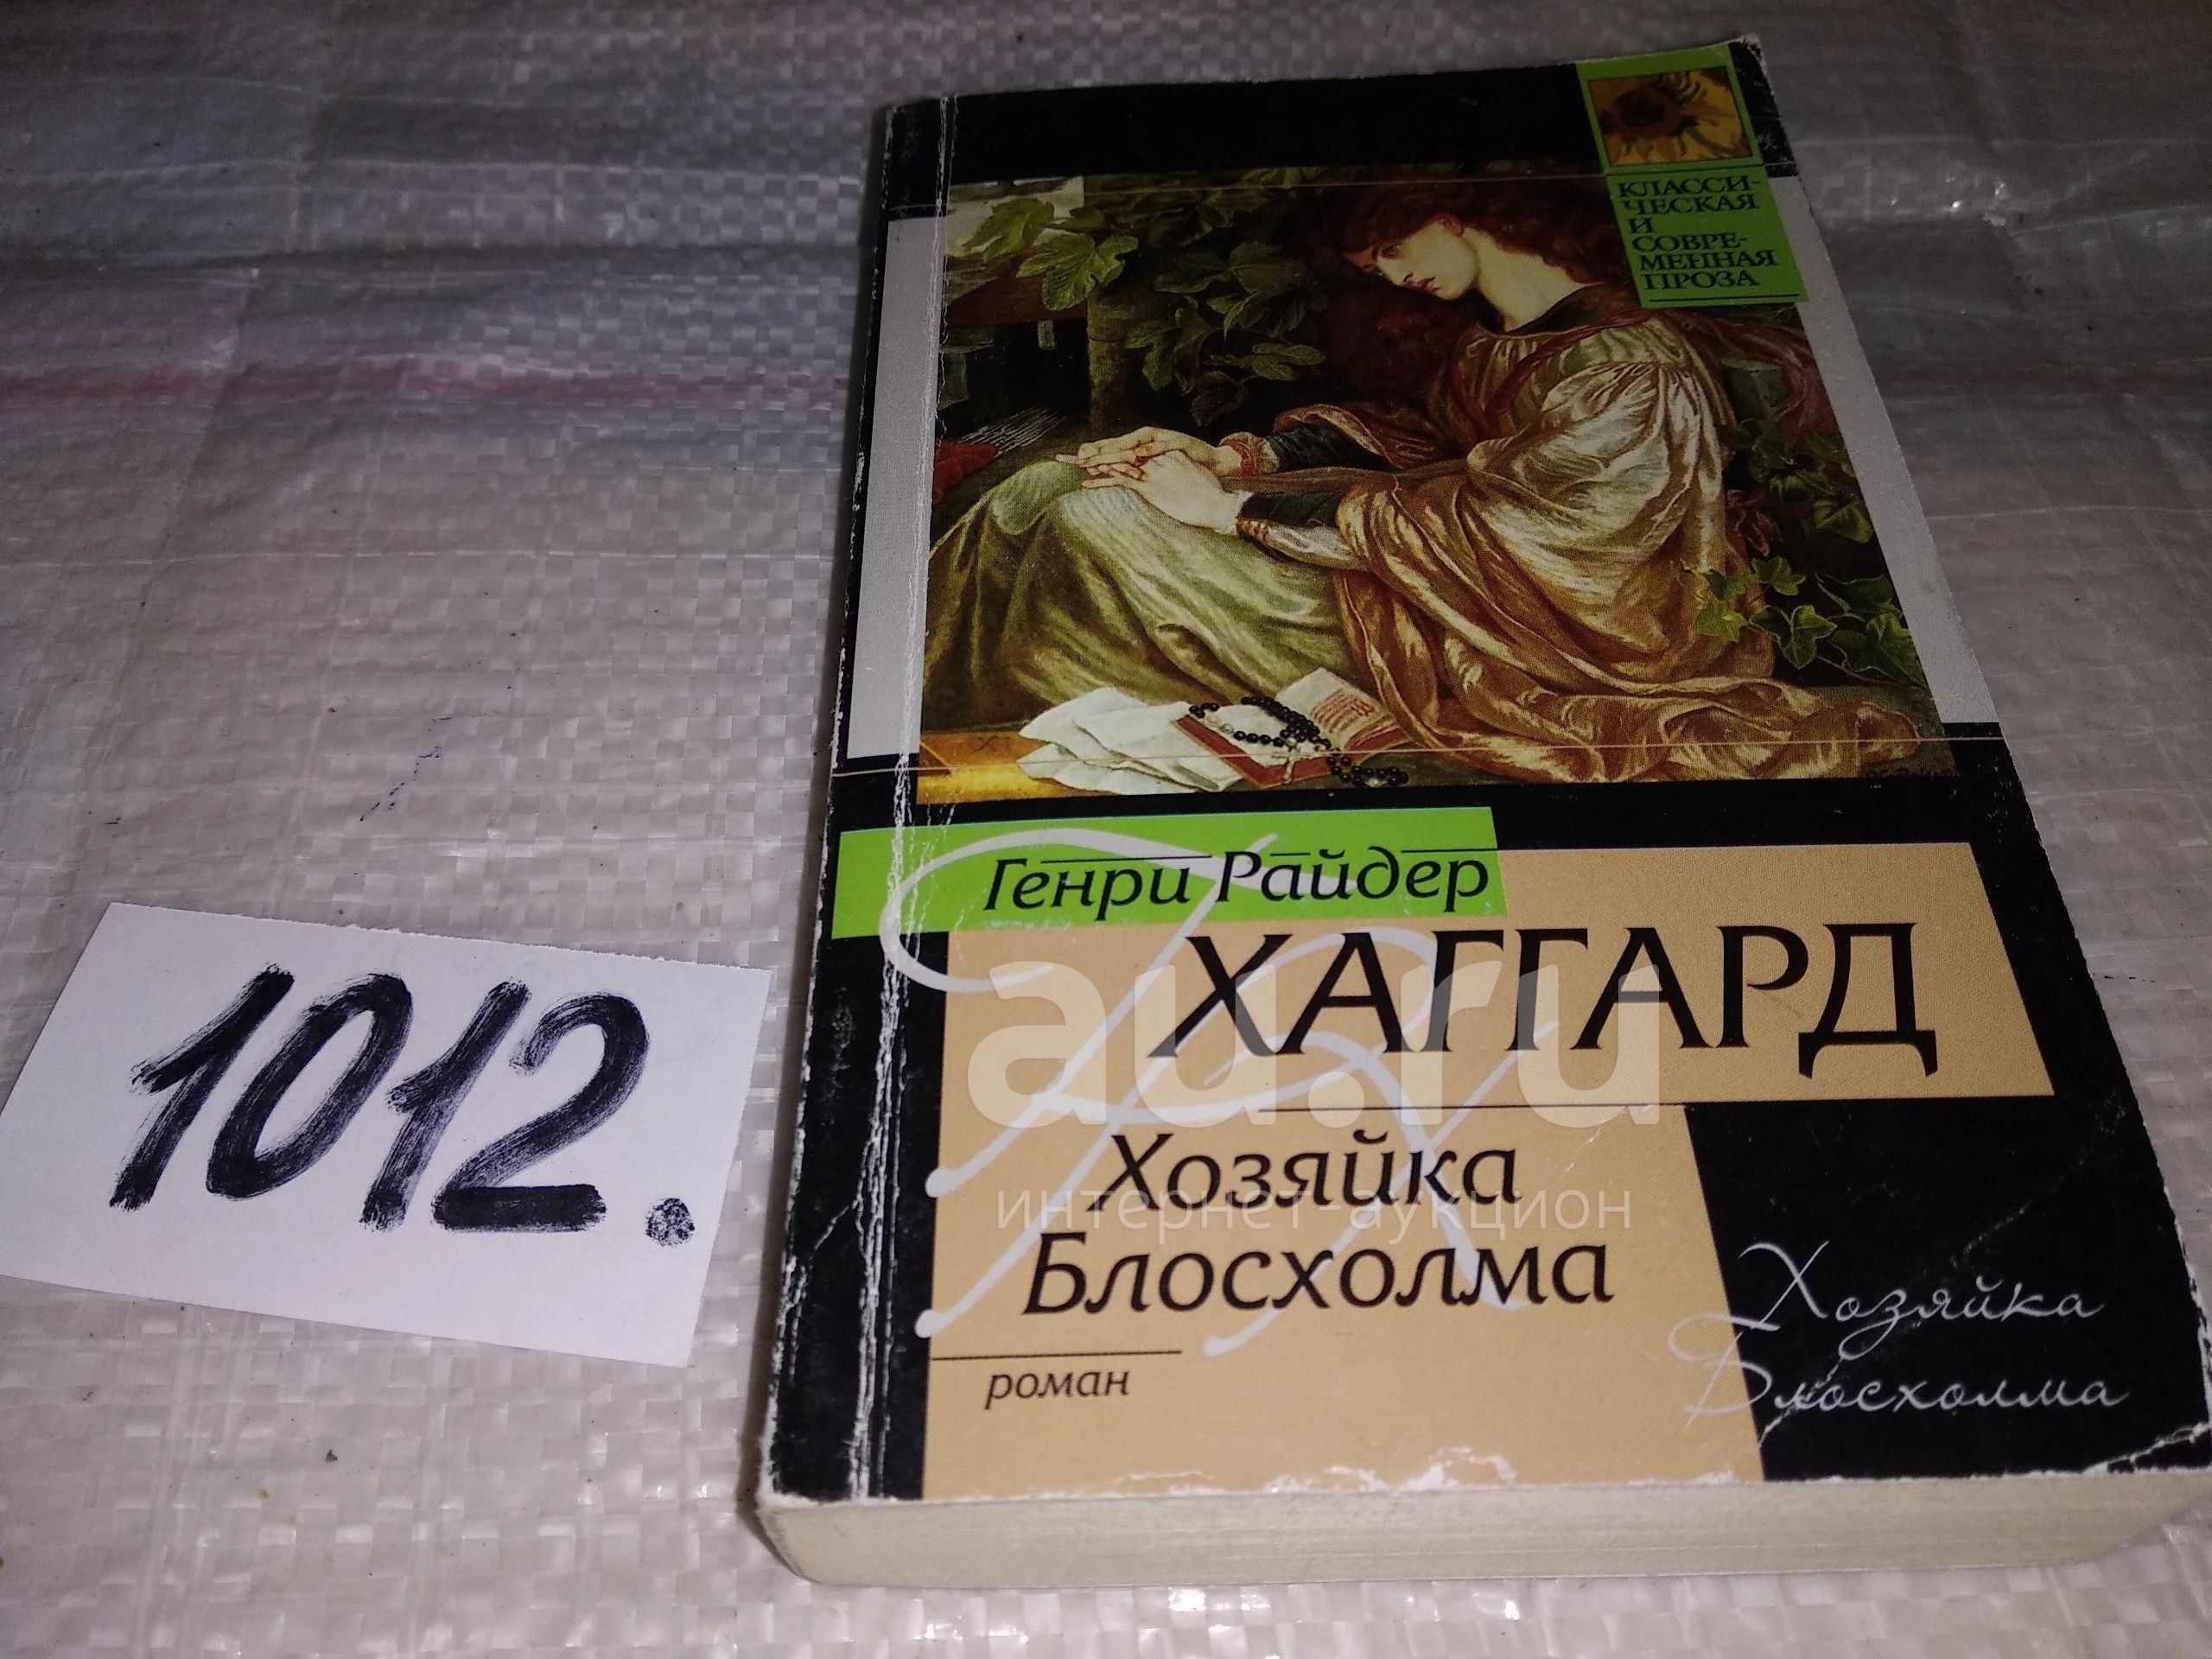 КЛАССИ-
ЧЕСКАЯ
И
СОВРЕ-
МЕННАЯ
ПРОЗА
Генри Райдер
ХАГГАРД
au.ru
Хозяйка
интернет-аукцион
Блосхолма
роман
Хозяйка
Блосхолма
1012.